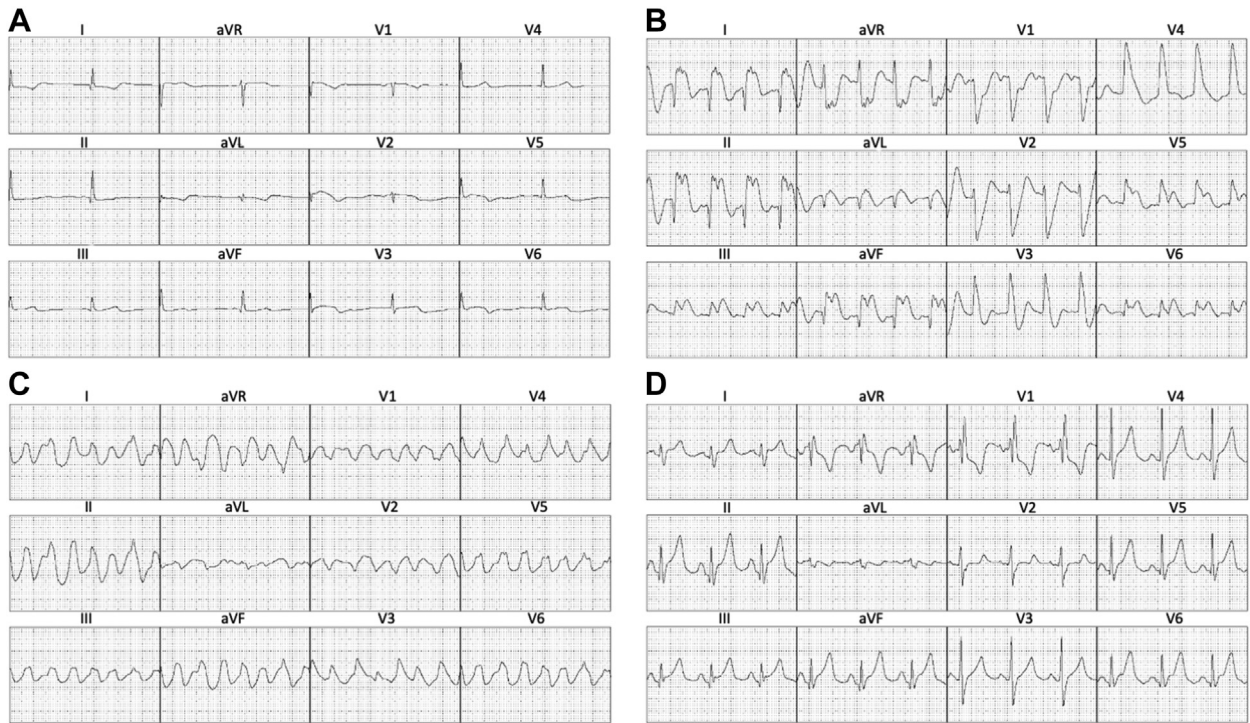 A
I aVR V1 V4
II aVL V2 V5
III aVF V3 V6
B
I aVR V1 V4
II aVL V2 V5
III aVF V3 V6
C
I aVR V1 V4
II aVL V2 V5
III aVF V3 V6
D
I aVR V1 V4
II aVL V2 V5
III aVF V3 V6